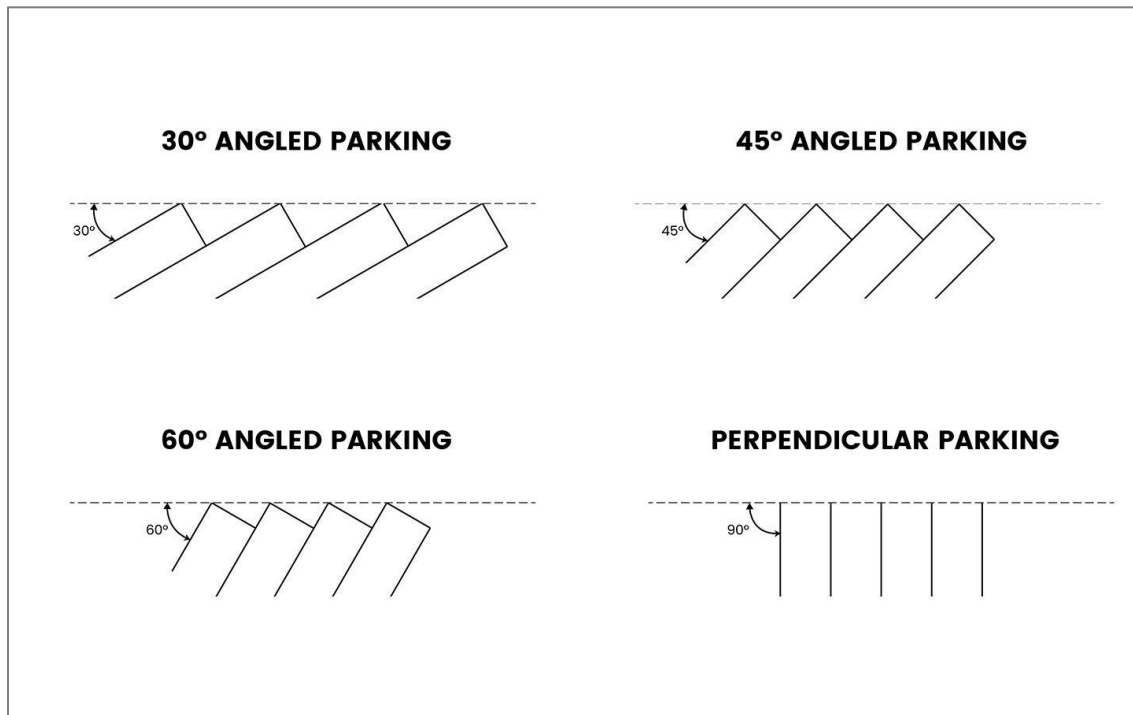 30º ANGLED PARKING
45º ANGLED PARKING
30º
45º
60º ANGLED PARKING
PERPENDICULAR PARKING
60º
90º